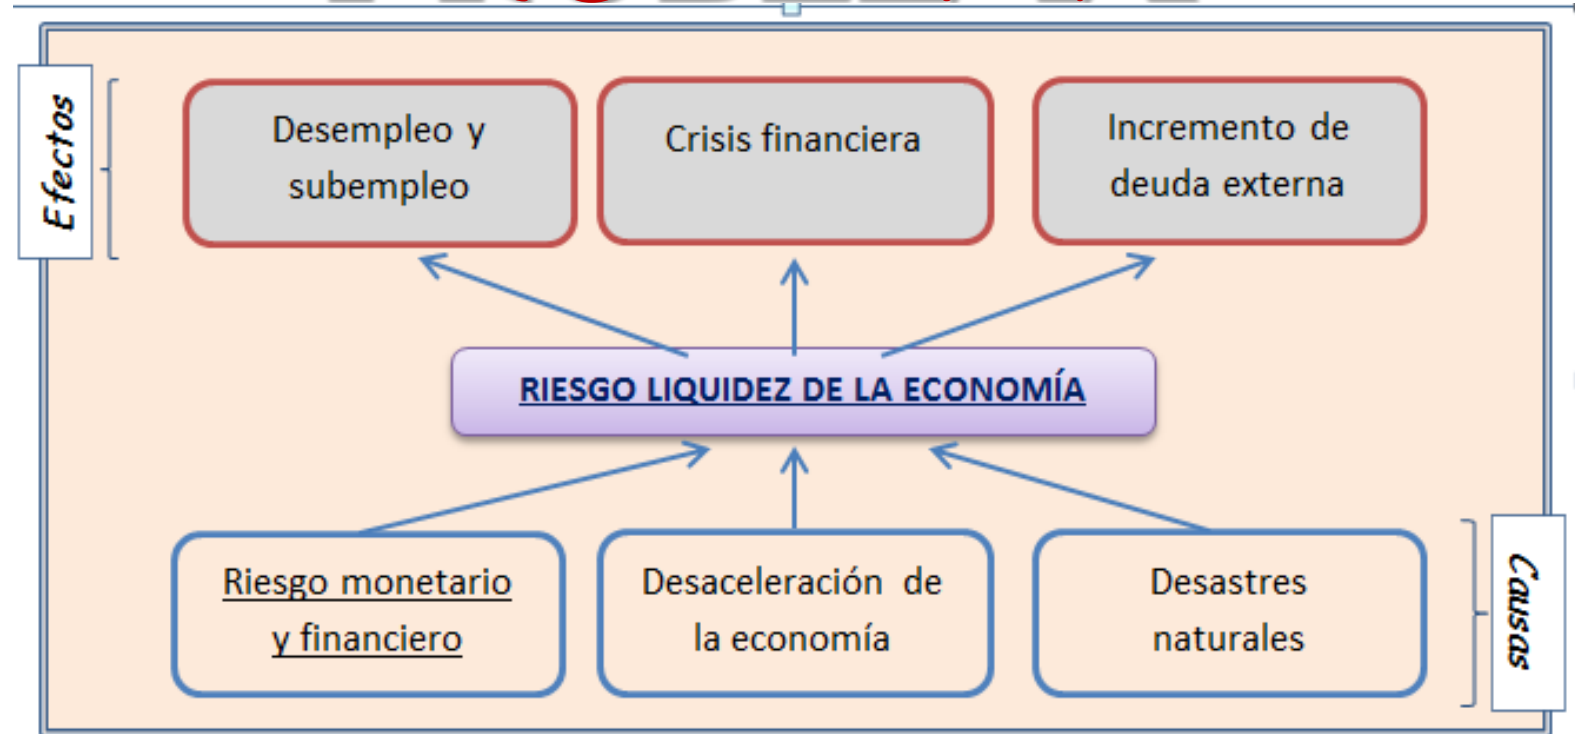 Efectos
Desempleo y
subempleo
Crisis financiera
Incremento de
deuda externa
RIESGO LIQUIDEZ DE LA ECONOMÍA
Riesgo monetario
y financiero
Desaceleración de
la economía
Desastres
naturales
Causas